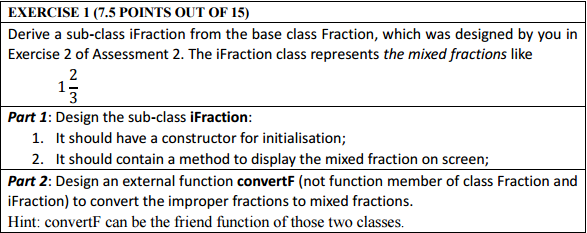 EXERCISE 1 (7.5 POINTS OUT OF 15)
Derive a sub-class iFraction from the base class Fraction, which was designed by you in
Exercise 2 of Assessment 2. The iFraction class represents the mixed fractions like
1 2/3
Part 1: Design the sub-class iFraction:
1. It should have a constructor for initialisation;
2. It should contain a method to display the mixed fraction on screen;
Part 2: Design an external function convertF (not function member of class Fraction and
iFraction) to convert the improper fractions to mixed fractions.
Hint: convertF can be the friend function of those two classes.